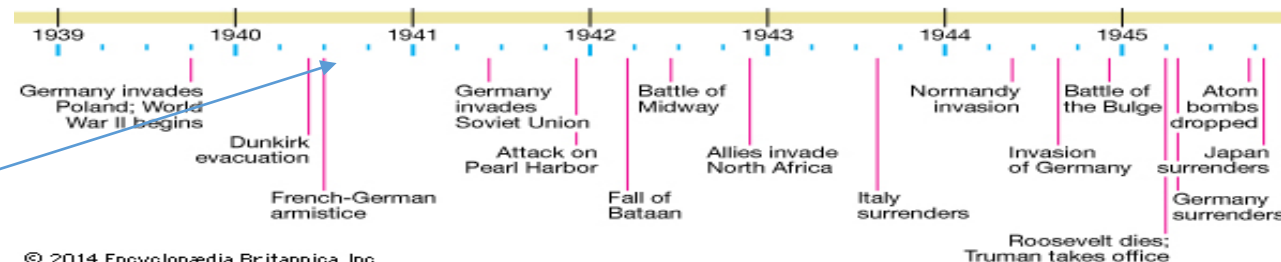 1939 1940 1941 1942 1943 1944 1945
Germany invades
Poland; World
War II begins
Dunkirk
evacuation
French-German
armistice
Germany
invades
Soviet Union
Attack on
Pearl Harbor
Fall of
Bataan
Battle of
Midway
Allies invade
North Africa
Italy
surrenders
Normandy
invasion
Invasion
of Germany
Battle of
the Bulge
Roosevelt dies;
Truman takes office
Germany
surrenders
Atom
bombs
dropped
Japan
surrenders
© 2014 Encyclopædia Britannica, Inc.